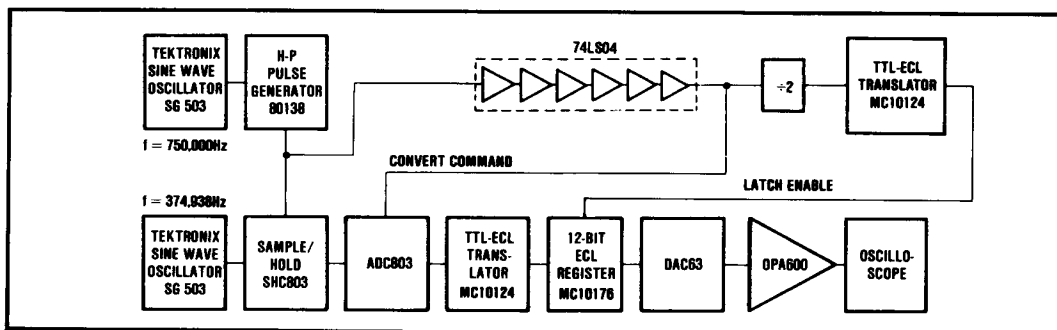 TEKTRONIX
SINE WAVE
OSCILLATOR
SG 503
H-P
PULSE
GENERATOR
80138
74LS04
÷2
TTL-ECL
TRANSLATOR
MC10124
f = 750,000Hz
CONVERT COMMAND
LATCH ENABLE
f = 374,938Hz
TEKTRONIX
SINE WAVE
OSCILLATOR
SG 503
SAMPLE/
HOLD
SHC803
ADC803
TTL-ECL
TRANS-
LATOR
MC10124
12-BIT
ECL
REGISTER
MC10176
DAC63
OPA600
OSCILLO-
SCOPE